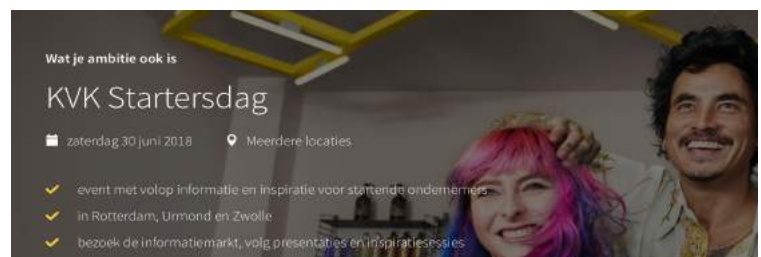 Wat je ambitie ook is
KVK Startersdag
zaterdag 30 juni 2018 Meerdere locaties
event met volop informatie en inspiratie voor startende ondernemers
in Rotterdam, Urmond en Zwolle
bezoek de informatiemarkt, volg presentaties en inspiratiesessies